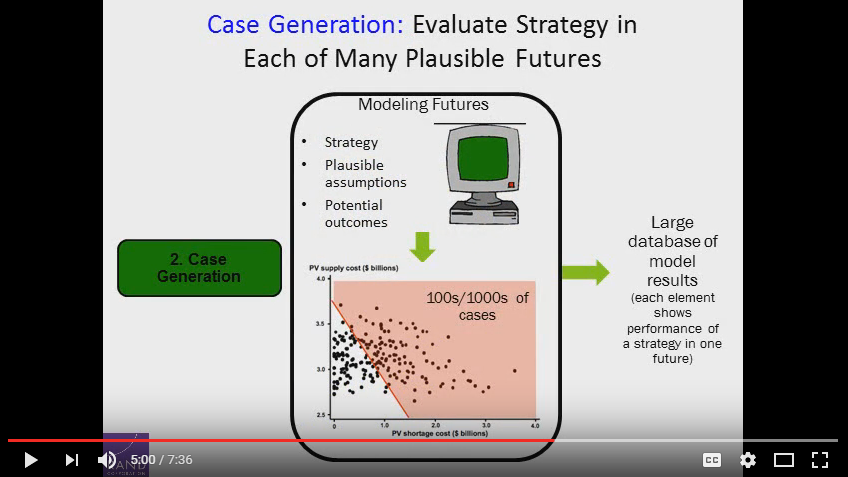 Case Generation: Evaluate Strategy in
Each of Many Plausible Futures
Modeling Futures
• Strategy
• Plausible
assumptions
• Potential
outcomes
2. Case
Generation
PV supply cost ($ billions)
4.0
3.5
3.0
2.5
100s/1000s of
cases
0 1.0 2.0 3.0 4.0
PV shortage cost ($ billions)
Large
database of
model
results
(each element
shows
performance of
a strategy in one
future)
RAND
CORPORATION
5:00 / 7:36
CC